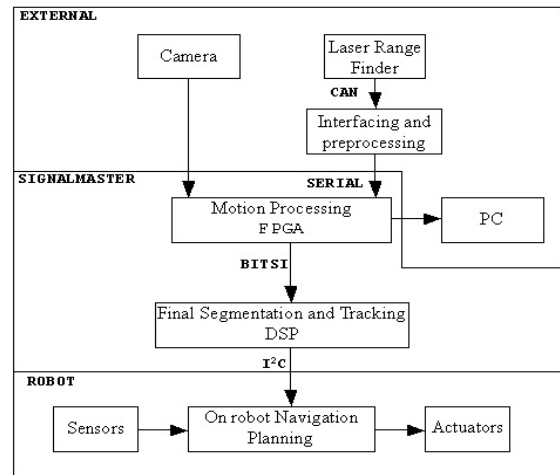 EXTERNAL
Camera
Laser Range
Finder
CAN
Interfacing and
preprocessing
SIGNALMASTER
SERIAL
Motion Processing
FPGA
PC
BITSI
Final Segmentation and Tracking
DSP
I²C
ROBOT
Sensors
On robot Navigation
Planning
Actuators